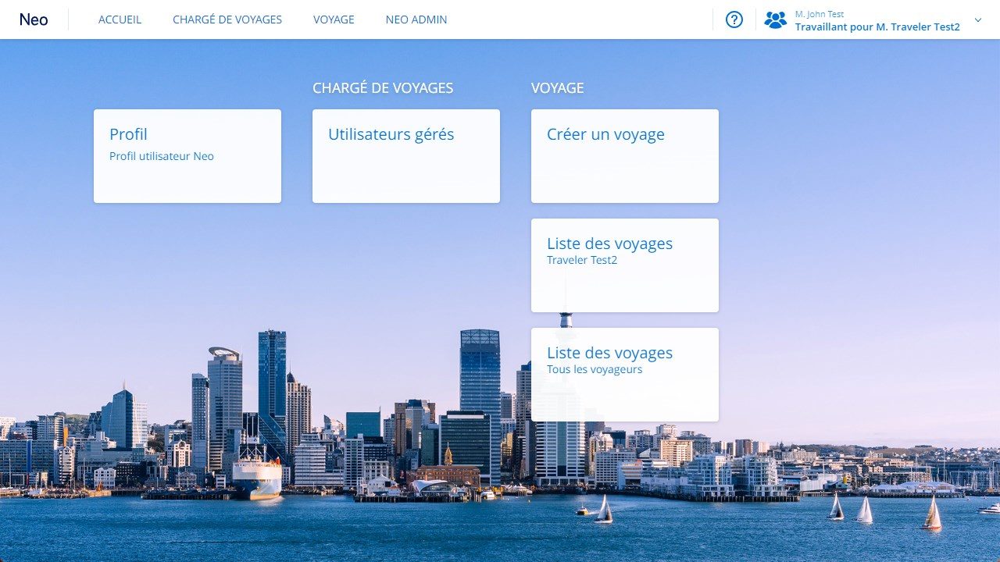 Neo
ACCUEIL
CHARGÉ DE VOYAGES
VOYAGE
NEO ADMIN
M. John Test
Travaillant pour M. Traveler Test2
CHARGÉ DE VOYAGES
VOYAGE
Profil
Profil utilisateur Neo
Utilisateurs gérés
Créer un voyage
Liste des voyages
Traveler Test2
Liste des voyages
Tous les voyageurs